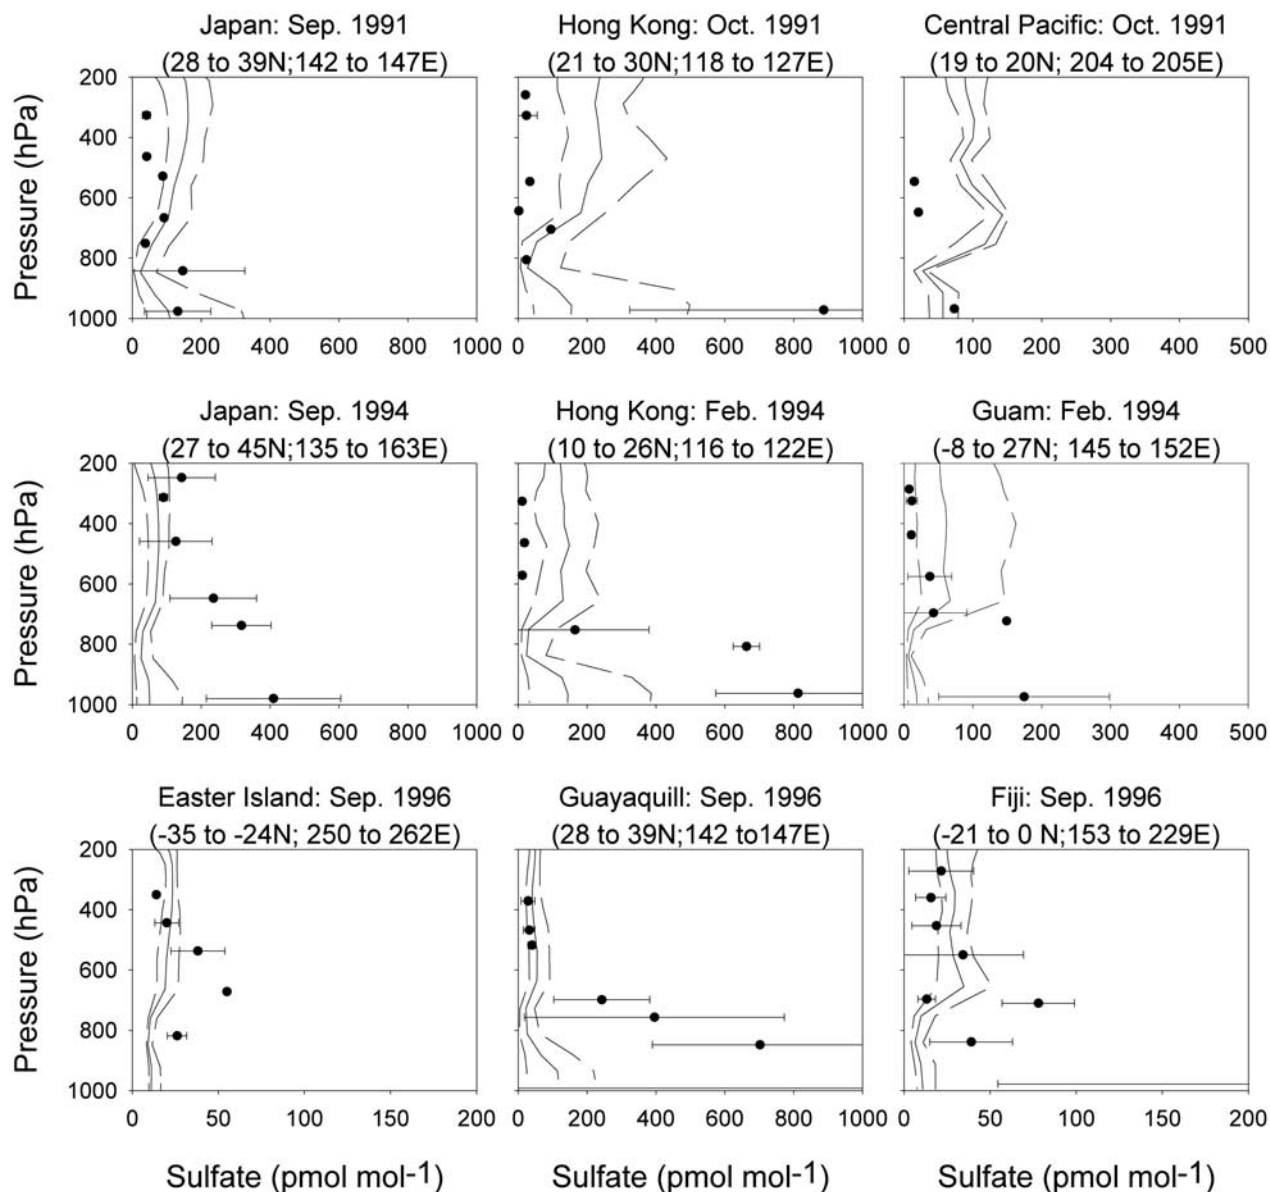 Japan: Sep. 1991
(28 to 39N;142 to 147E)
Hong Kong: Oct. 1991
(21 to 30N;118 to 127E)
Central Pacific: Oct. 1991
(19 to 20N; 204 to 205E)
Pressure (hPa)
200
400
600
800
1000
0 200 400 600 800 1000
0 200 400 600 800 1000
0 100 200 300 400 500
Japan: Sep. 1994
(27 to 45N;135 to 163E)
Hong Kong: Feb. 1994
(10 to 26N;116 to 122E)
Guam: Feb. 1994
(-8 to 27N; 145 to 152E)
Pressure (hPa)
200
400
600
800
1000
0 200 400 600 800 1000
0 200 400 600 800 1000
0 100 200 300 400 500
Easter Island: Sep. 1996
(-35 to -24N; 250 to 262E)
Guayaquill: Sep. 1996
(28 to 39N;142 to147E)
Fiji: Sep. 1996
(-21 to 0 N;153 to 229E)
Pressure (hPa)
200
400
600
800
1000
0 50 100 150 200
0 200 400 600 800 1000
0 50 100 150 200
Sulfate (pmol mol-1)
Sulfate (pmol mol-1)
Sulfate (pmol mol-1)